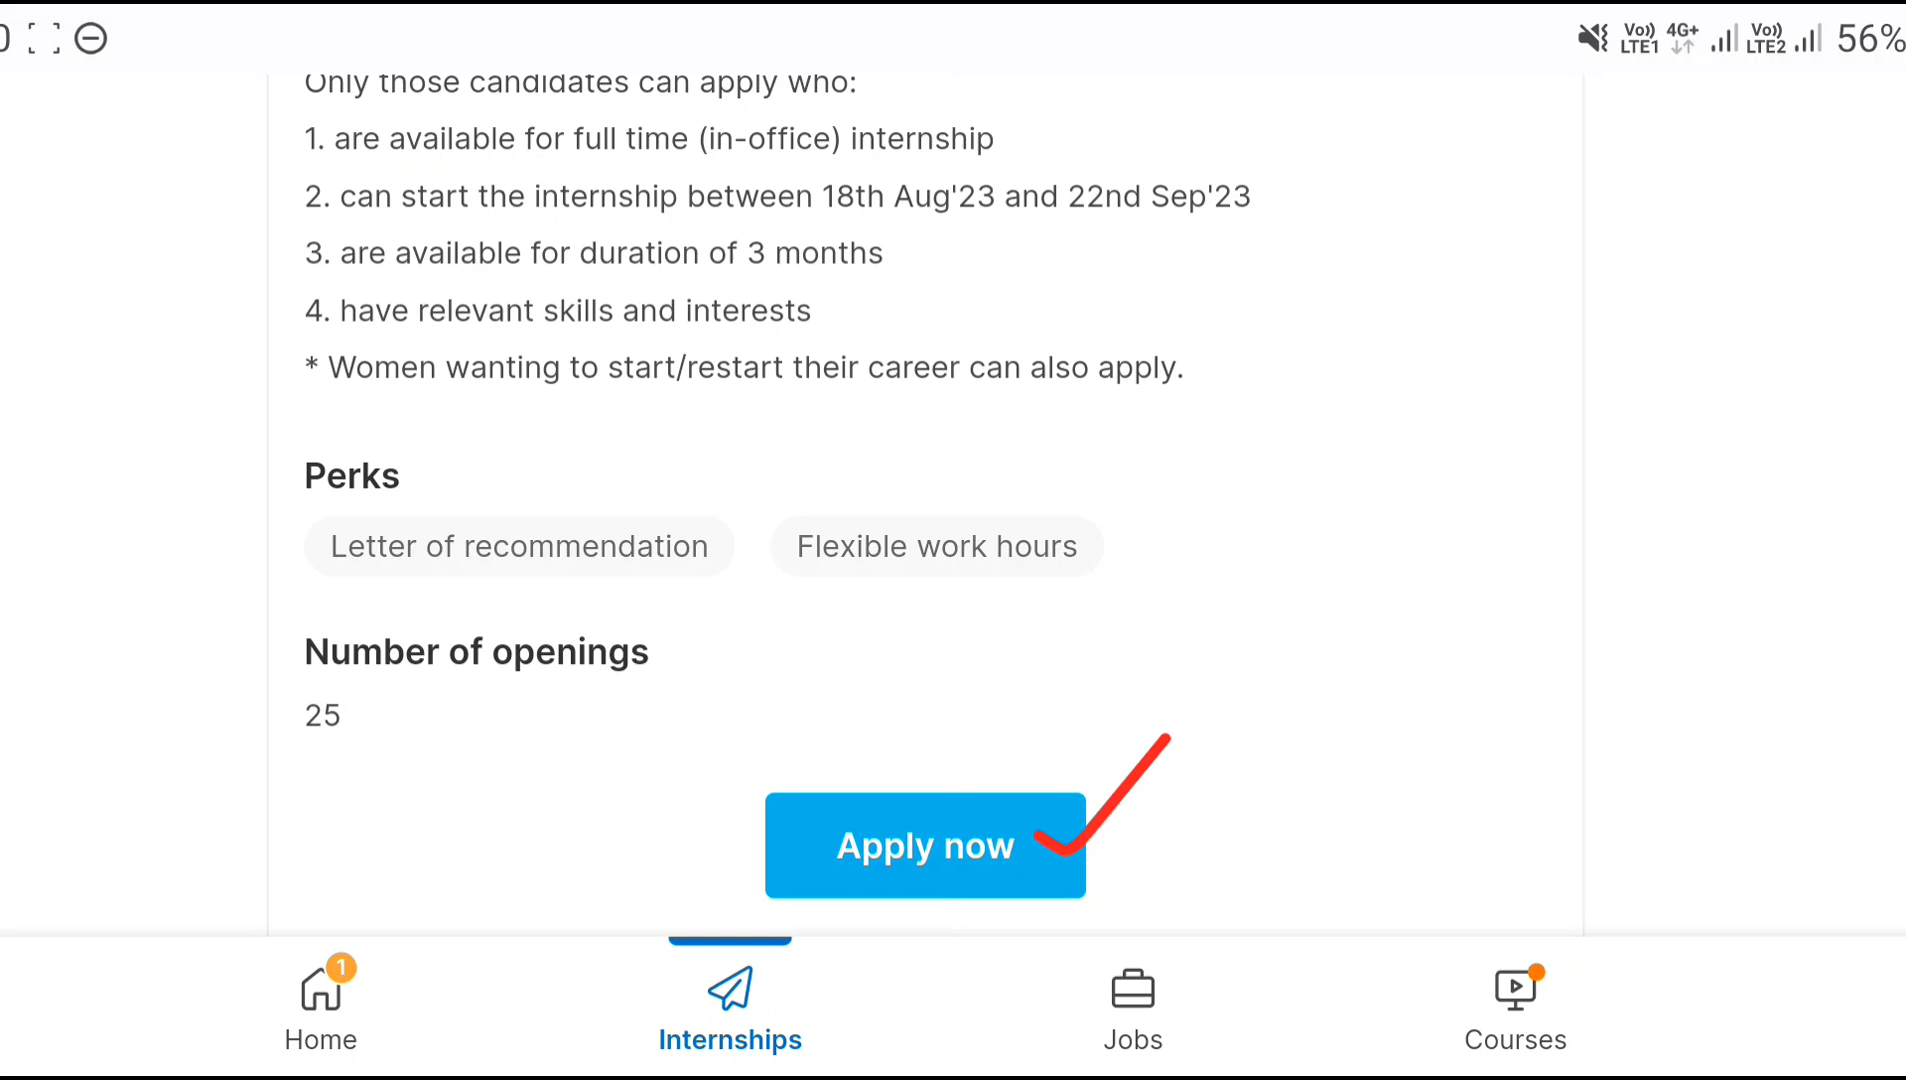 Vo)) LTE1 4G+ Vo)) LTE2 56%
Only those candidates can apply who:
1. are available for full time (in-office) internship
2. can start the internship between 18th Aug'23 and 22nd Sep'23
3. are available for duration of 3 months
4. have relevant skills and interests
* Women wanting to start/restart their career can also apply.
Perks
Letter of recommendation Flexible work hours
Number of openings
25
Apply now
1
Home Internships Jobs Courses